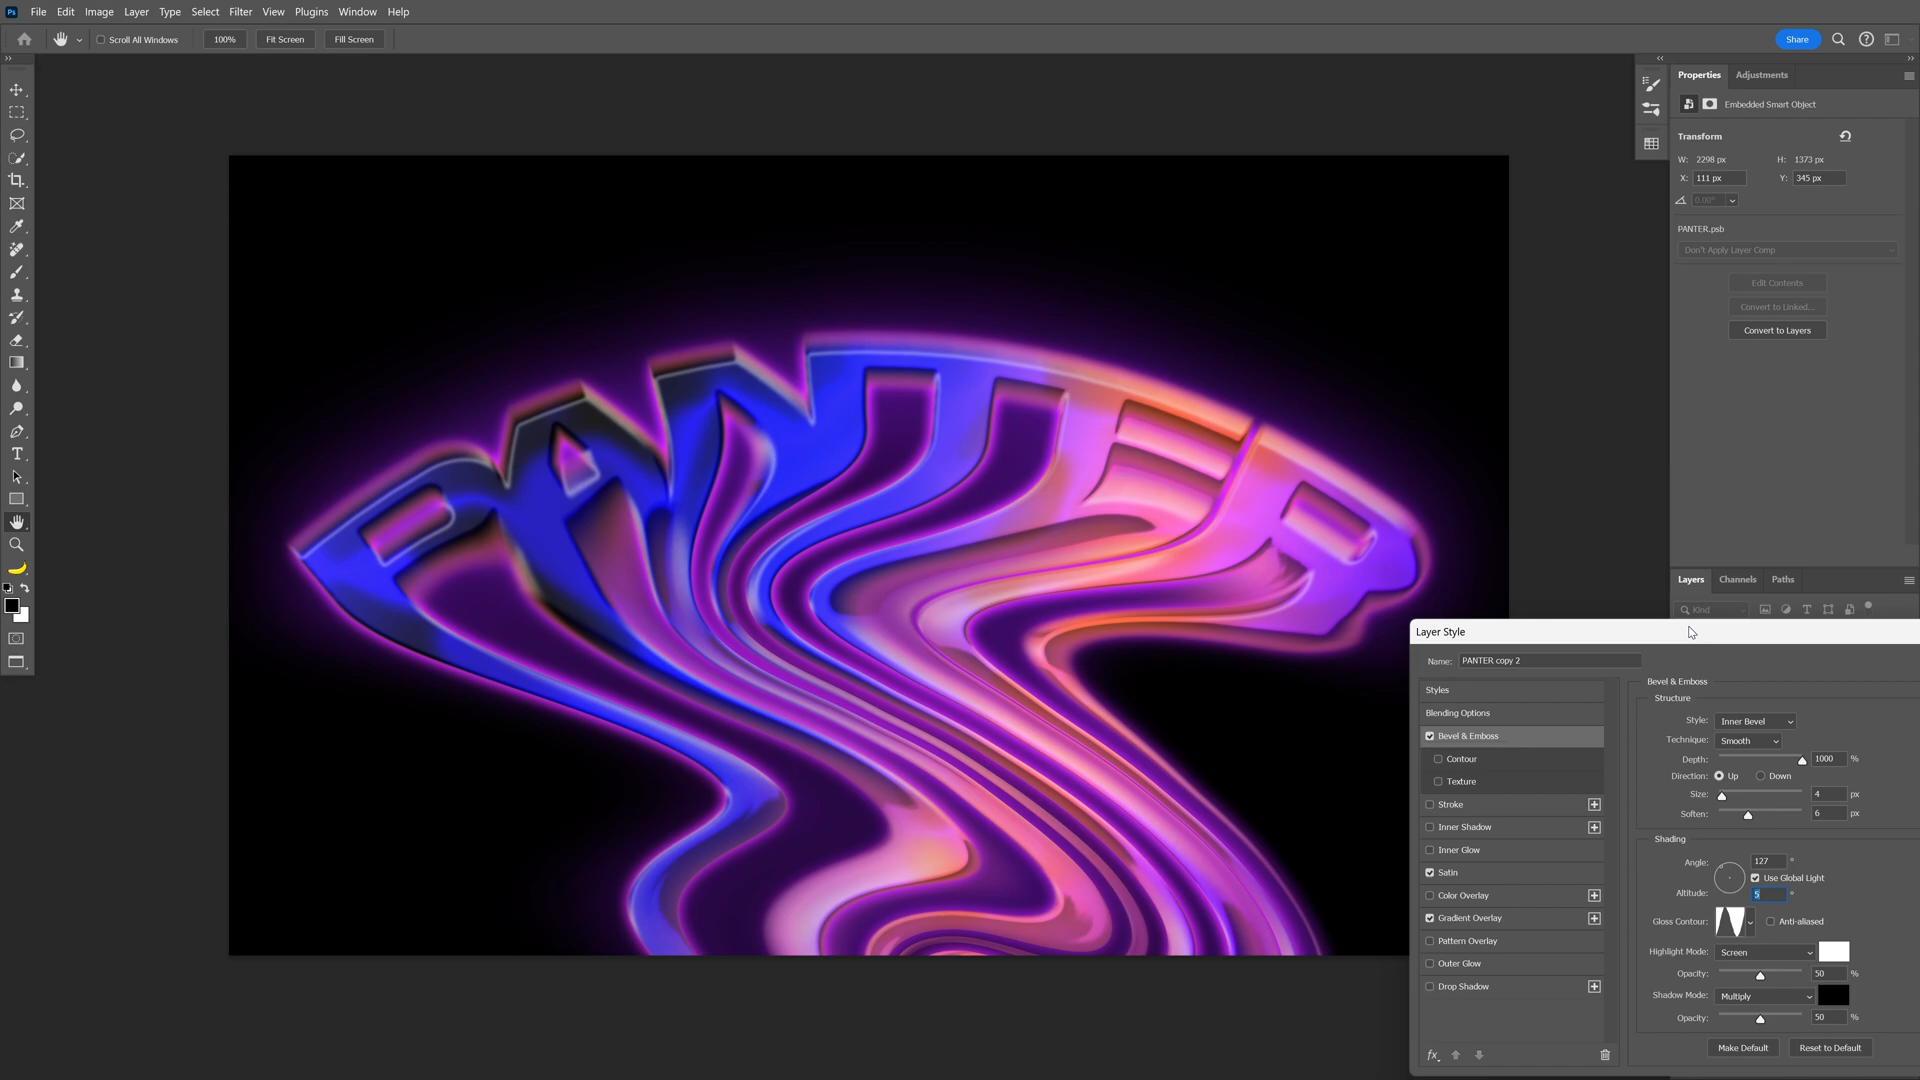 Ps File Edit Image Layer Type Select Filter View Plugins Window Help
Scroll All Windows 100% Fit Screen Fill Screen Share
Properties Adjustments
Embedded Smart Object
Transform
W: 2298 px H: 1373 px
X: 111 px Y: 345 px
0.00°
PANTER.psb
Don't Apply Layer Comp
Edit Contents
Convert to Linked...
Convert to Layers
PANTER
Layers Channels Paths
Kind
Layer Style
Name: PANTER copy 2
Styles
Blending Options
Bevel & Emboss
Contour
Texture
Stroke
Inner Shadow
Inner Glow
Satin
Color Overlay
Gradient Overlay
Pattern Overlay
Outer Glow
Drop Shadow
fx
Bevel & Emboss
Structure
Style: Inner Bevel
Technique: Smooth
Depth: 1000 %
Direction: Up Down
Size: 4 px
Soften: 6 px
Shading
Angle: 127 °
Use Global Light
Altitude: 5 °
Gloss Contour: Anti-aliased
Highlight Mode: Screen
Opacity: 50 %
Shadow Mode: Multiply
Opacity: 50 %
Make Default Reset to Default